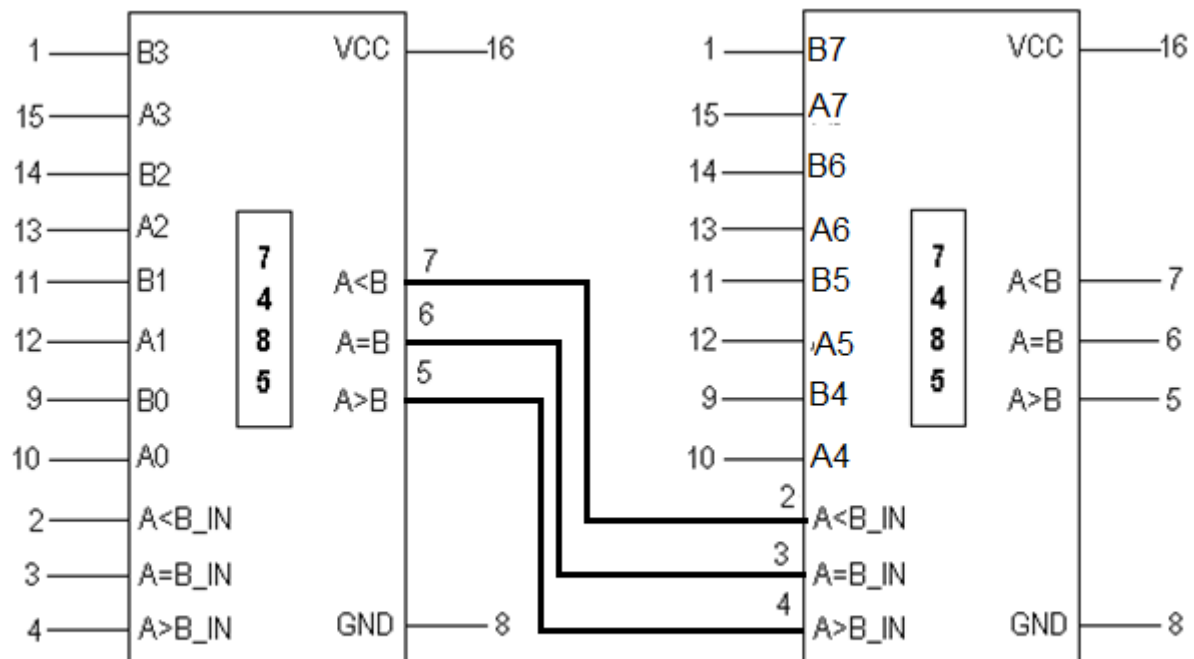 1 B3 VCC 16
15 A3
14 B2
13 A2
11 B1 A<B 7
12 A1 A=B 6
9 B0 A>B 5
10 A0
2 A<B_IN
3 A=B_IN
4 A>B_IN GND 8
7
4
8
5
1 B7 VCC 16
15 A7
14 B6
13 A6
11 B5 A<B 7
12 A5 A=B 6
9 B4 A>B 5
10 A4
2 A<B_IN
3 A=B_IN
4 A>B_IN GND 8
7
4
8
5